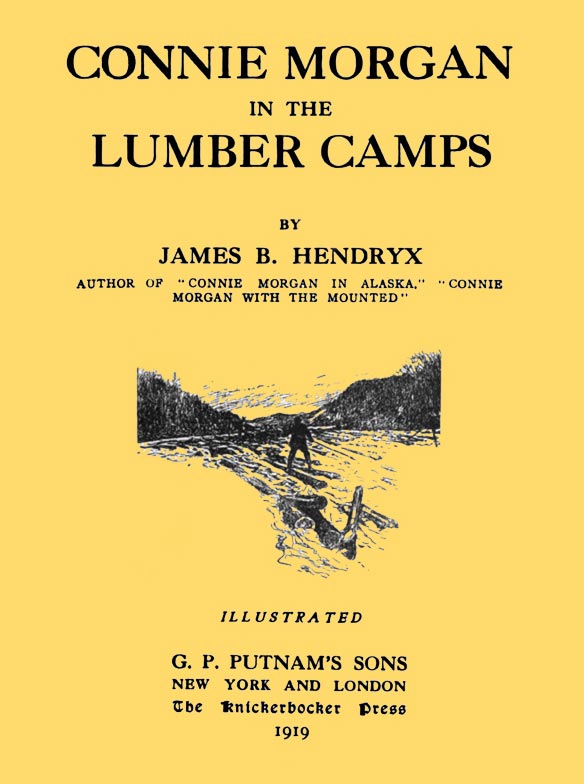 CONNIE MORGAN
IN THE
LUMBER CAMPS
BY
JAMES B. HENDRYX
AUTHOR OF "CONNIE MORGAN IN ALASKA," "CONNIE
MORGAN WITH THE MOUNTED"
ILLUSTRATED
G. P. PUTNAM'S SONS
NEW YORK AND LONDON
The Knickerbocker Press
1919